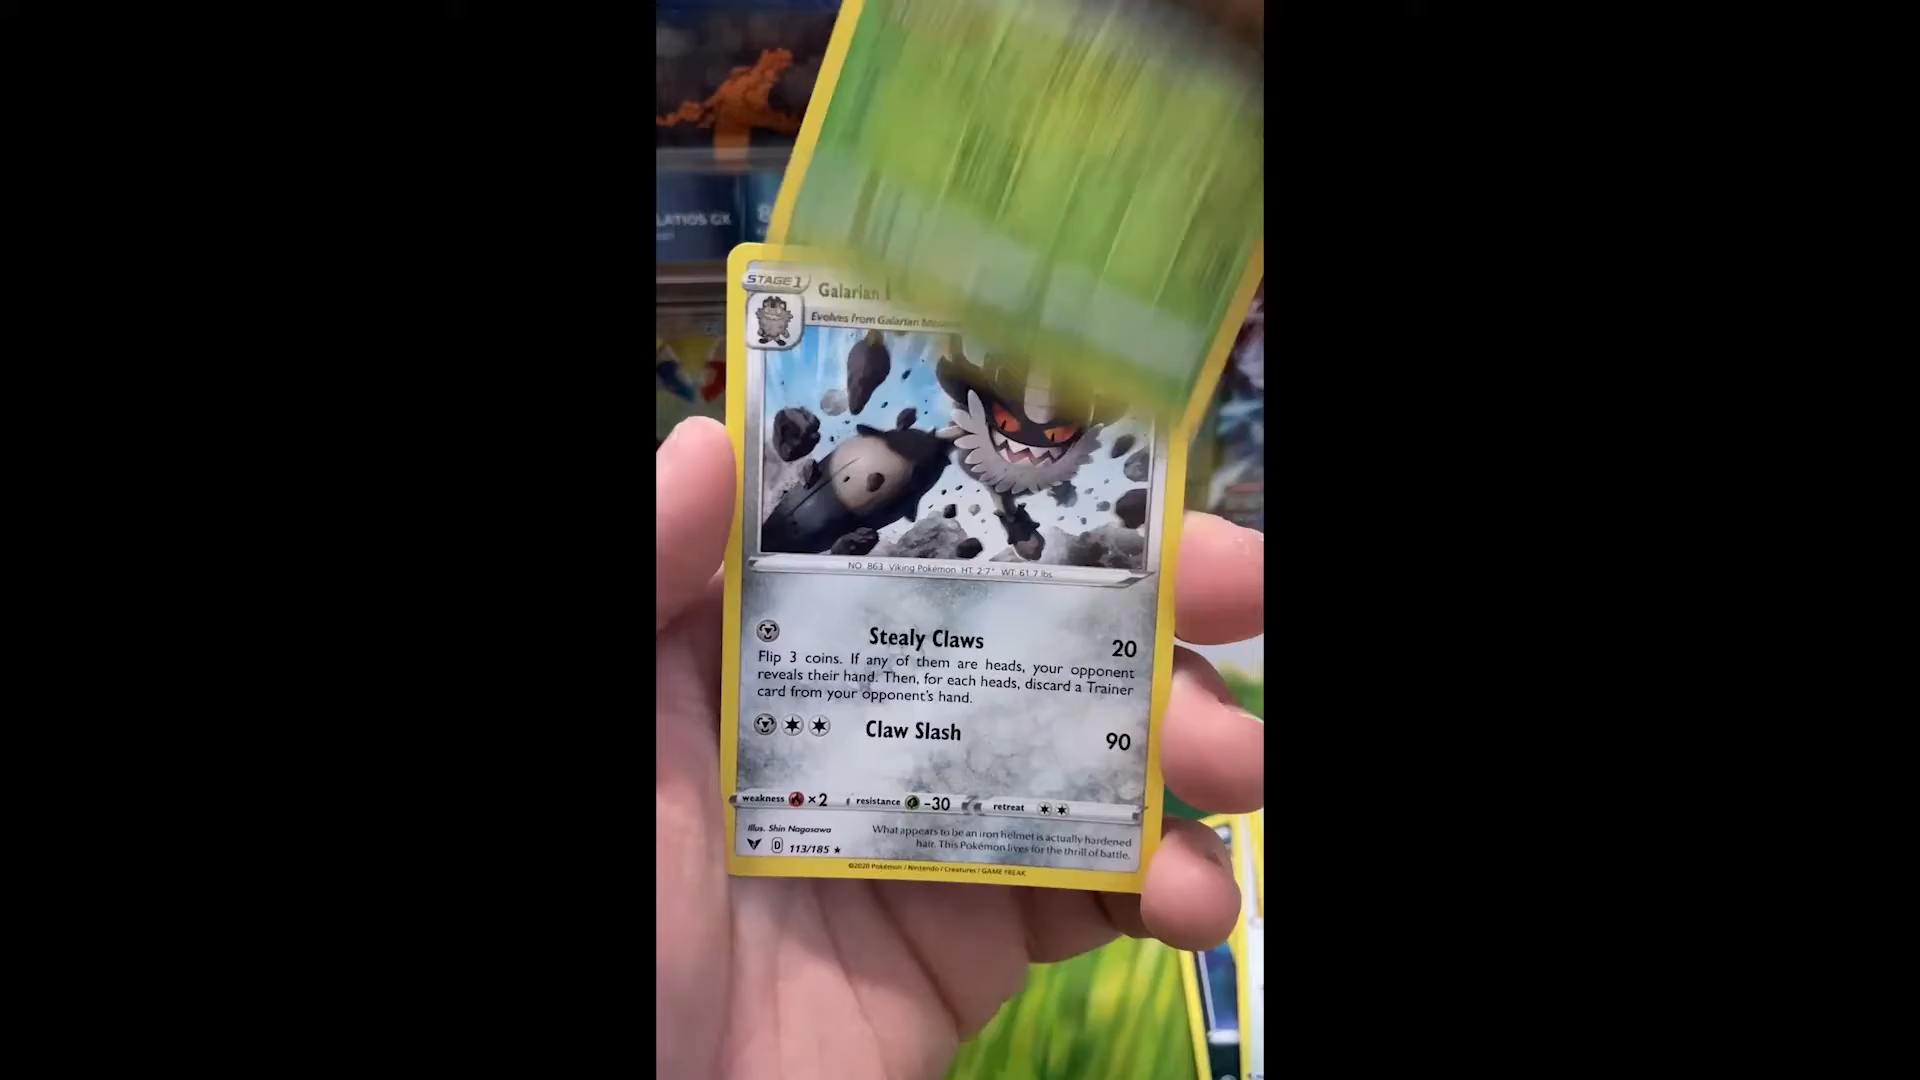 LATIOS GX
STAGE 1
Galarian
Evolves from Galarian
NO. 863 Viking Pokémon HT: 2'7" WT: 61.7 lbs
Stealy Claws 20
Flip 3 coins. If any of them are heads, your opponent
reveals their hand. Then, for each heads, discard a Trainer
card from your opponent's hand.
Claw Slash 90
weakness ×2 resistance -30 retreat
Illus. Shin Nagasawa
What appears to be an iron helmet is actually hardened
hair. This Pokémon lives for the thrill of battle.
D 113/185 ★
©2020 Pokémon / Nintendo / Creatures / GAME FREAK